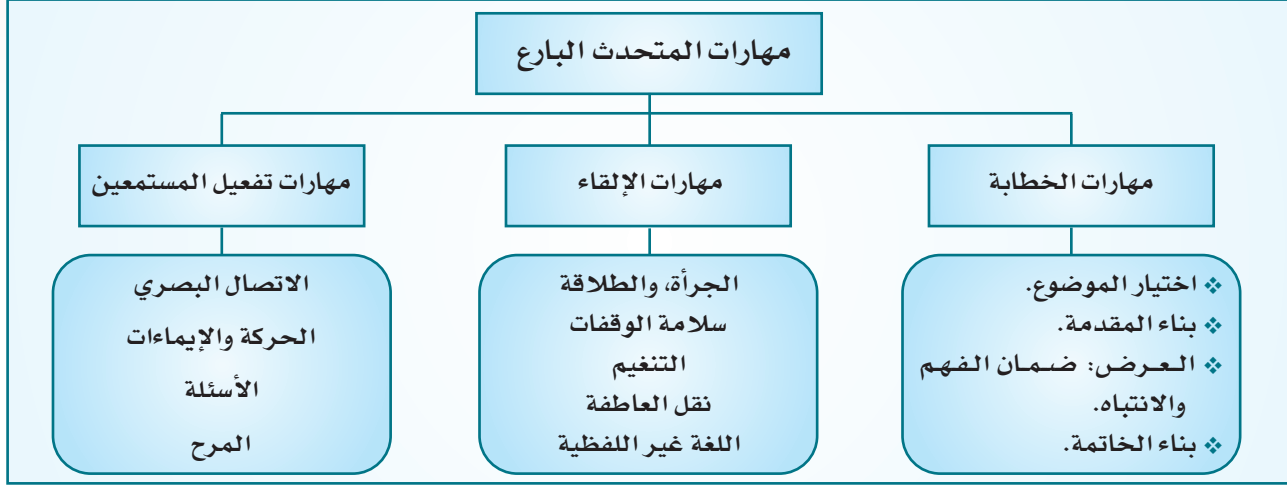 مهارات المتحدث البارع
مهارات الخطابة
❖ اختيار الموضوع.
❖ بناء المقدمة.
❖ العرض: ضمان الفهم
والانتباه.
❖ بناء الخاتمة.
مهارات الإلقاء
الجرأة، والطلاقة
سلامة الوقفات
التنغيم
نقل العاطفة
اللغة غير اللفظية
مهارات تفعيل المستمعين
الاتصال البصري
الحركة والإيماءات
الأسئلة
المرح